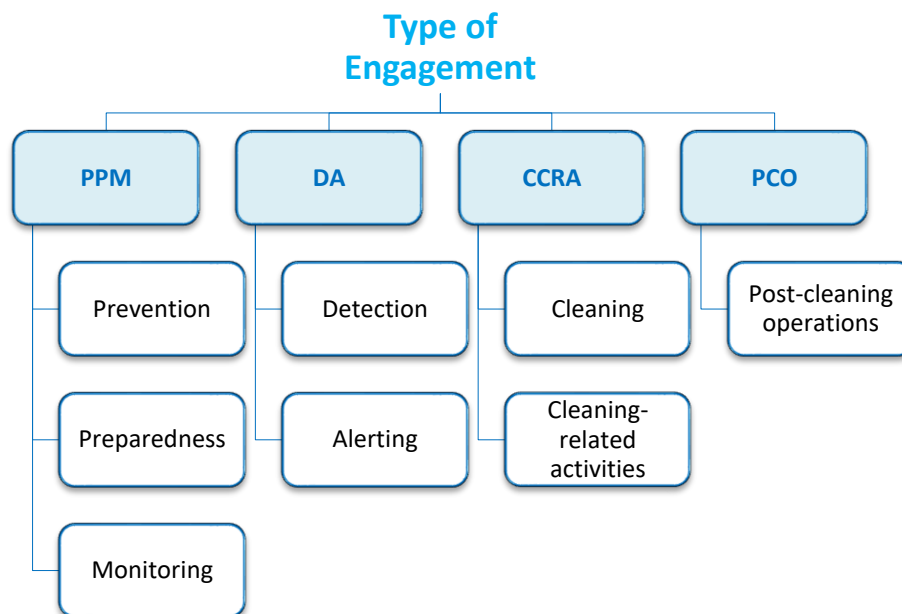 Type of
Engagement
PPM
DA
CCRA
PCO
Prevention
Detection
Cleaning
Post-cleaning
operations
Preparedness
Alerting
Cleaning-
related
activities
Monitoring